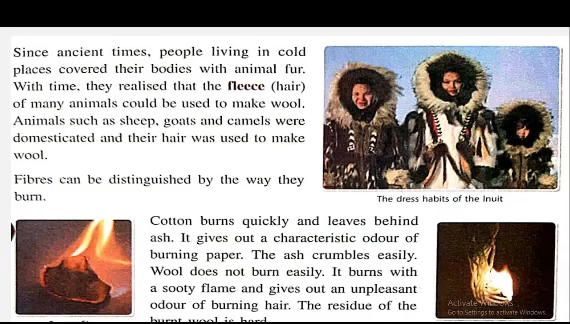 Since ancient times, people living in cold
places covered their bodies with animal fur.
With time, they realised that the fleece (hair)
of many animals could be used to make wool.
Animals such as sheep, goats and camels were
domesticated and their hair was used to make
wool.
Fibres can be distinguished by the way they
burn.
The dress habits of the Inuit
Cotton burns quickly and leaves behind
ash. It gives out a characteristic odour of
burning paper. The ash crumbles easily.
Wool does not burn easily. It burns with
a sooty flame and gives out an unpleasant
odour of burning hair. The residue of the
burnt wool is hard
Activate Windows
Go to Settings to activate Windows.